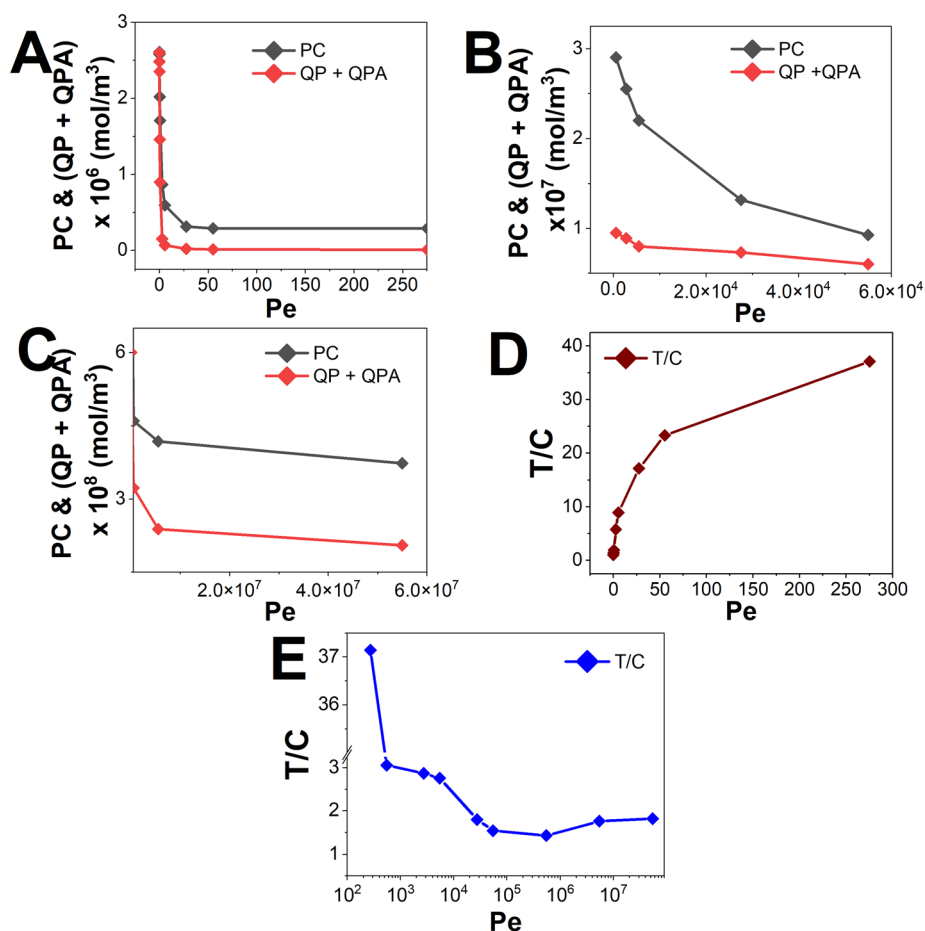 A
PC & (QP + QPA)
x 10⁶ (mol/m³)
3
2
1
0
PC
QP + QPA
0 50 100 150 200 250
Pe
B
PC & (QP + QPA)
x10⁷ (mol/m³)
3
2
1
PC
QP +QPA
0.0 2.0×10⁴ 4.0×10⁴ 6.0×10⁴
Pe
C
PC & (QP + QPA)
x 10⁸ (mol/m³)
6
3
PC
QP + QPA
2.0×10⁷ 4.0×10⁷ 6.0×10⁷
Pe
D
T/C
40
30
20
10
0
T/C
0 50 100 150 200 250 300
Pe
E
T/C
37
36
3
2
1
T/C
10² 10³ 10⁴ 10⁵ 10⁶ 10⁷
Pe